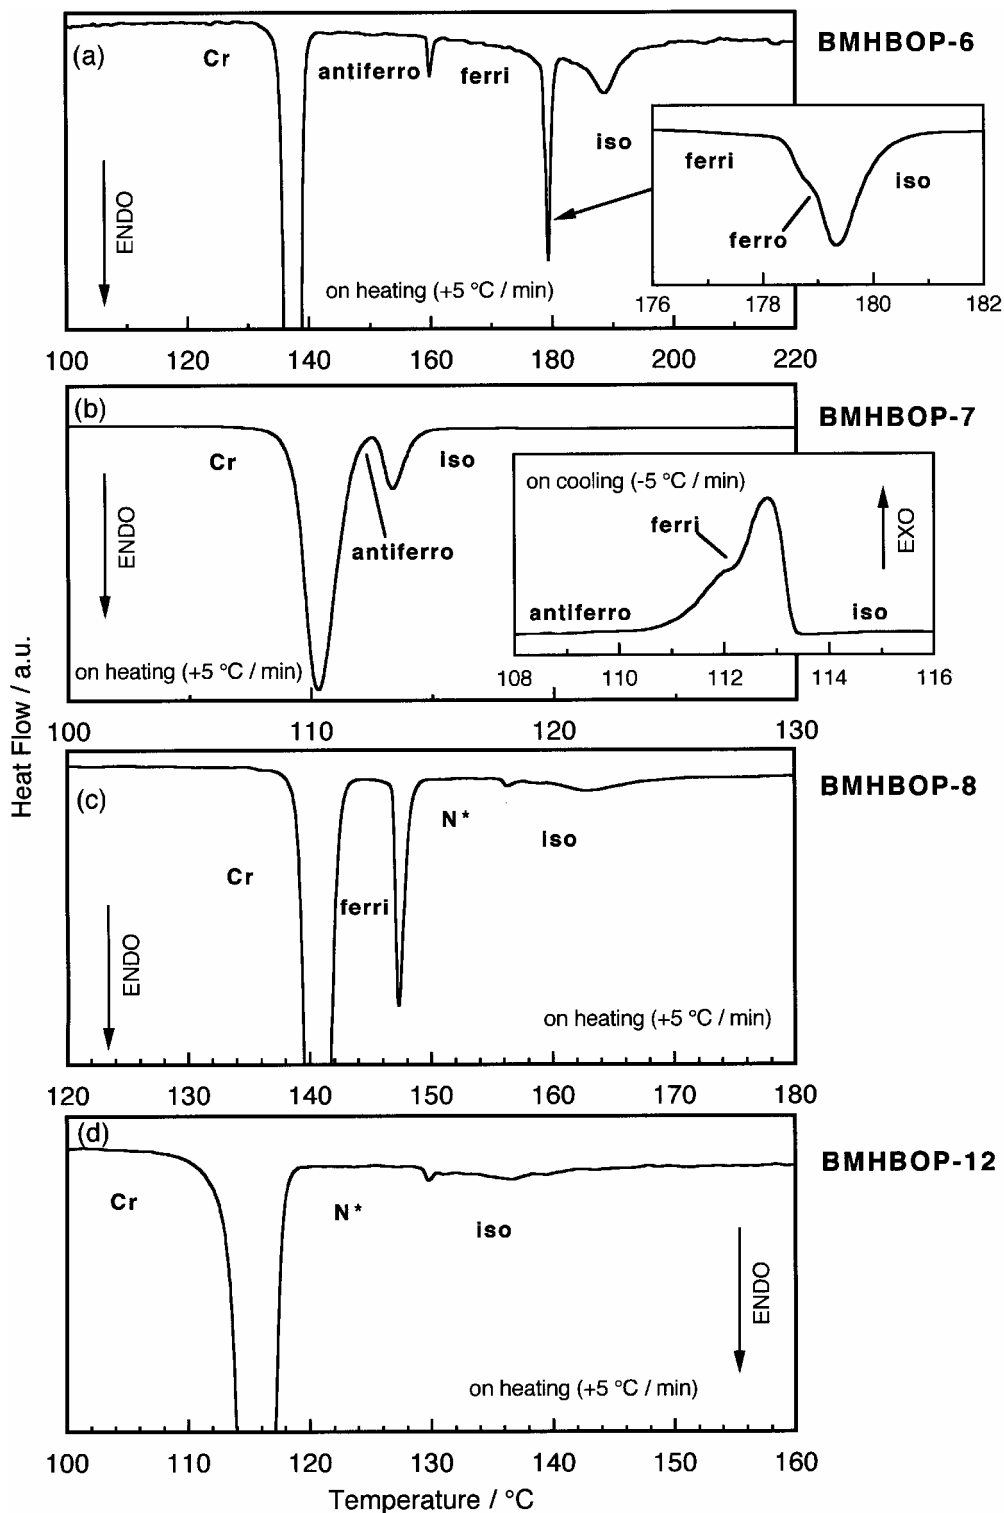 (a)
BMHBOP-6
Cr
antiferro
ferri
iso
ENDO
on heating (+5 °C / min)
ferri
iso
ferro
176 178 180 182
100 120 140 160 180 200 220
(b)
BMHBOP-7
Cr
iso
antiferro
ENDO
on heating (+5 °C / min)
on cooling (-5 °C / min)
ferri
EXO
antiferro
iso
108 110 112 114 116
100 110 120 130
Heat Flow / a.u.
(c)
BMHBOP-8
N*
iso
Cr
ferri
ENDO
on heating (+5 °C / min)
120 130 140 150 160 170 180
(d)
BMHBOP-12
Cr
N*
iso
ENDO
on heating (+5 °C / min)
100 110 120 130 140 150 160
Temperature / °C